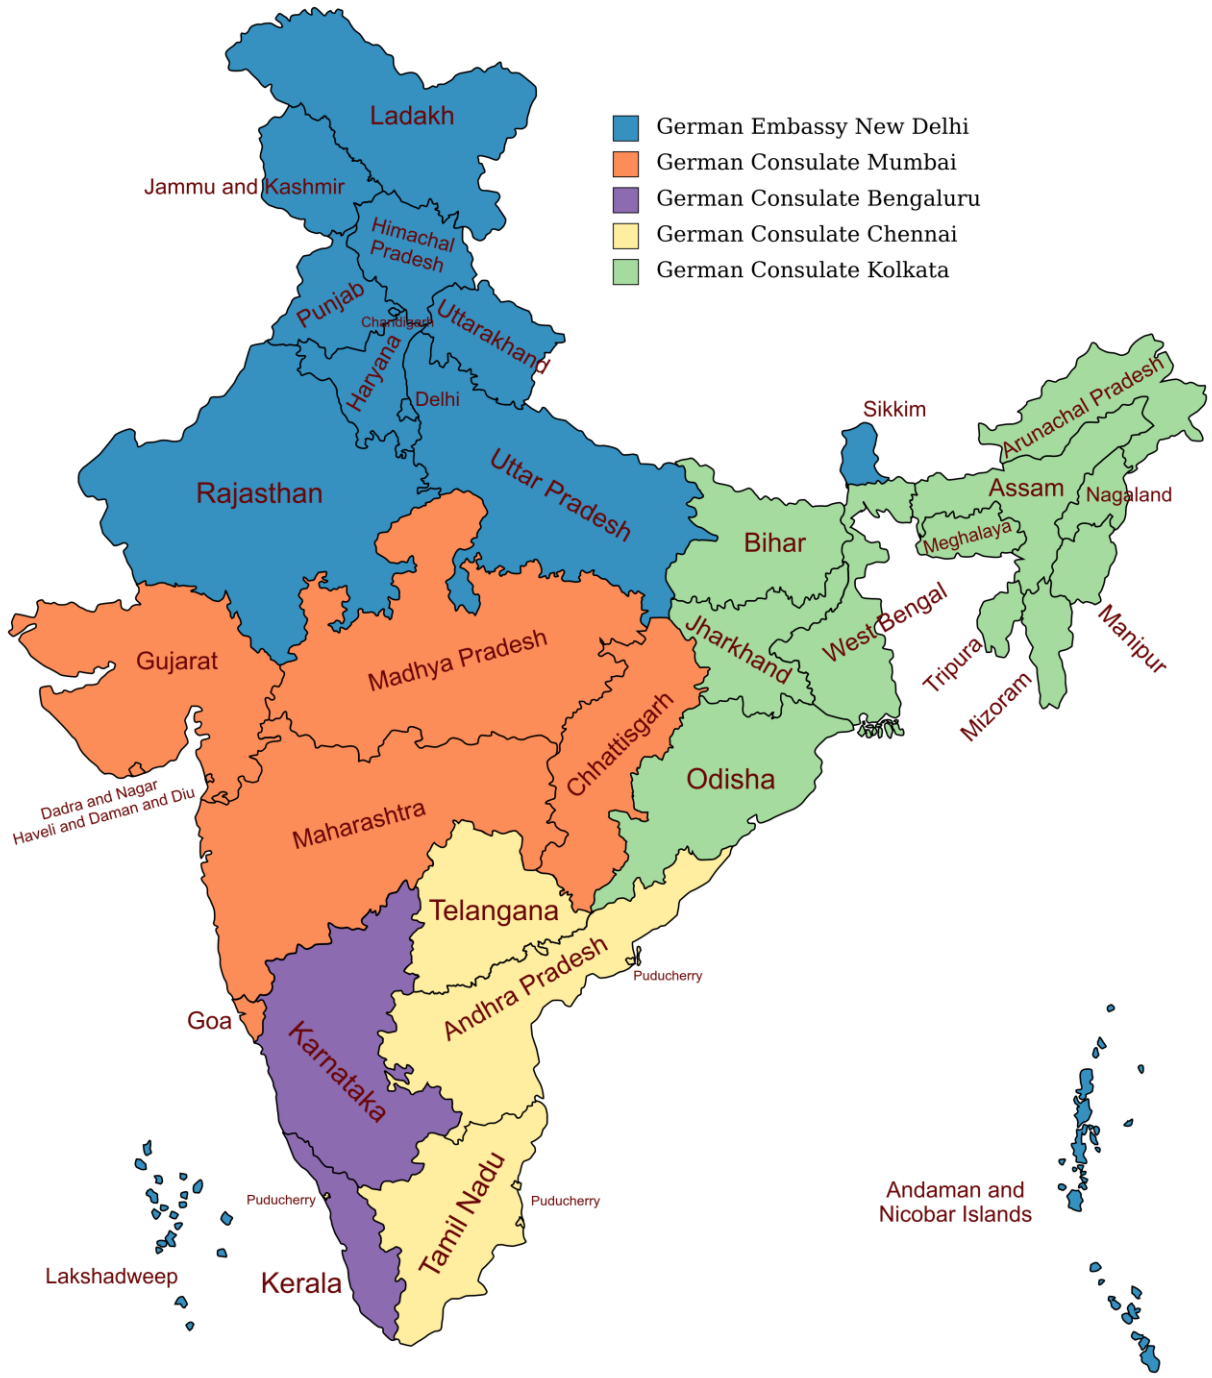 Ladakh
German Embassy New Delhi
German Consulate Mumbai
German Consulate Bengaluru
German Consulate Chennai
German Consulate Kolkata
Jammu and Kashmir
Himachal
Pradesh
Punjab
Chandigarh
Uttarakhand
Haryana
Delhi
Sikkim
Arunachal Pradesh
Rajasthan
Uttar Pradesh
Assam
Nagaland
Bihar
Meghalaya
Gujarat
Madhya Pradesh
Jharkhand
West Bengal
Tripura
Manipur
Mizoram
Chhattisgarh
Odisha
Dadra and Nagar
Haveli and Daman and Diu
Maharashtra
Telangana
Andhra Pradesh
Puducherry
Goa
Karnataka
Puducherry
Tamil Nadu
Puducherry
Andaman and
Nicobar Islands
Lakshadweep
Kerala